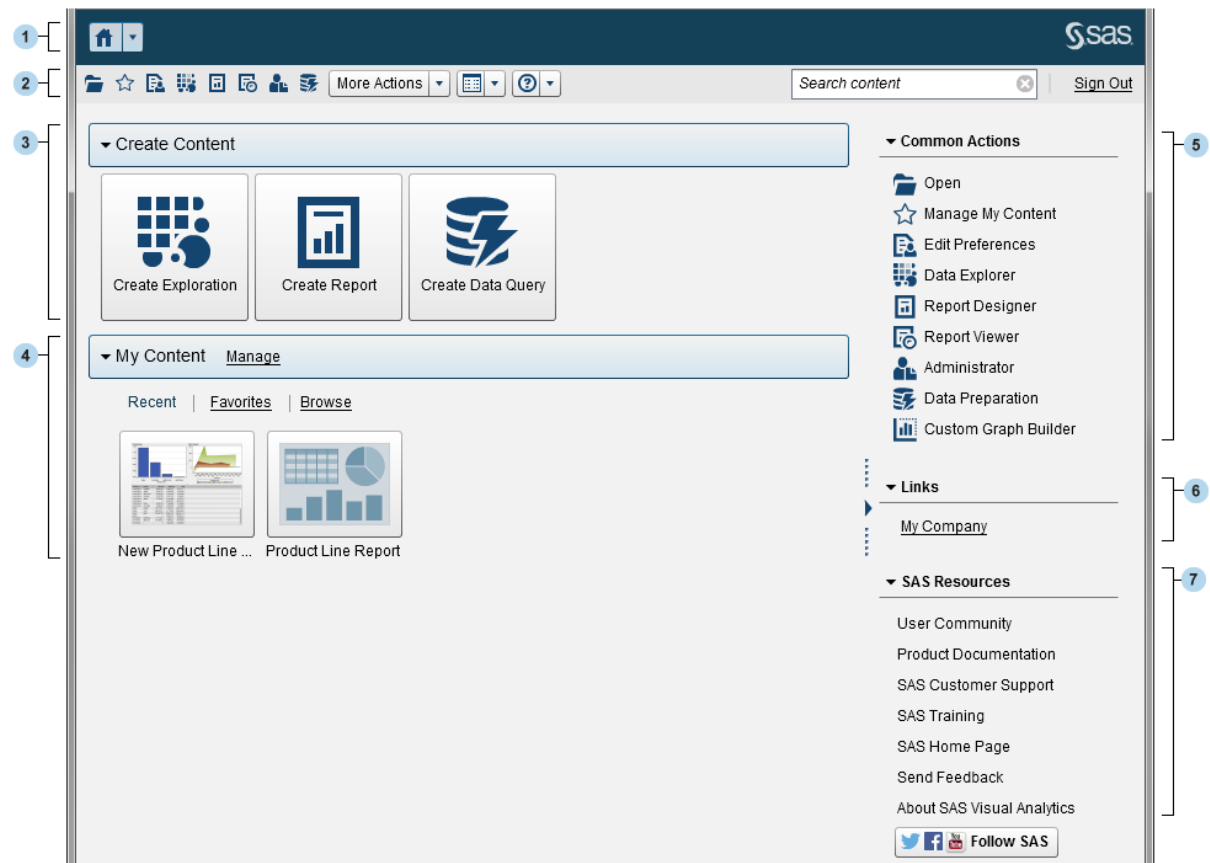 1
sas
2
More Actions
Search content
Sign Out
3
Create Content
Create Exploration
Create Report
Create Data Query
4
My Content Manage
Recent | Favorites | Browse
New Product Line ...
Product Line Report
5
Common Actions
Open
Manage My Content
Edit Preferences
Data Explorer
Report Designer
Report Viewer
Administrator
Data Preparation
Custom Graph Builder
6
Links
My Company
7
SAS Resources
User Community
Product Documentation
SAS Customer Support
SAS Training
SAS Home Page
Send Feedback
About SAS Visual Analytics
Follow SAS